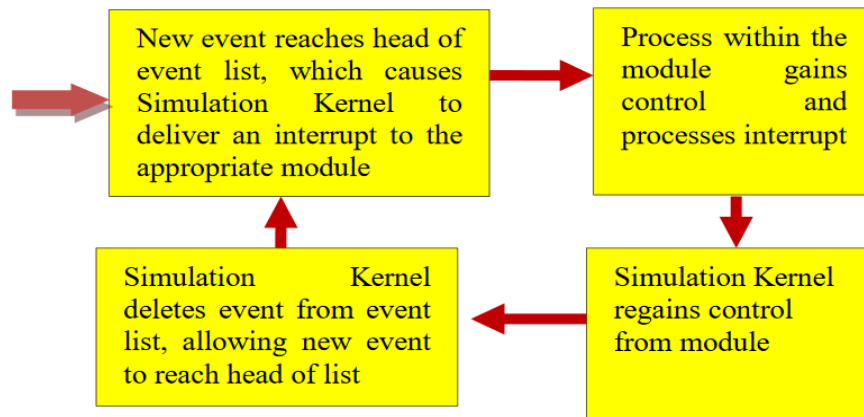 New event reaches head of
event list, which causes
Simulation Kernel to
deliver an interrupt to the
appropriate module
Process within the
module gains
control and
processes interrupt
Simulation Kernel
regains control
from module
Simulation Kernel
deletes event from event
list, allowing new event
to reach head of list